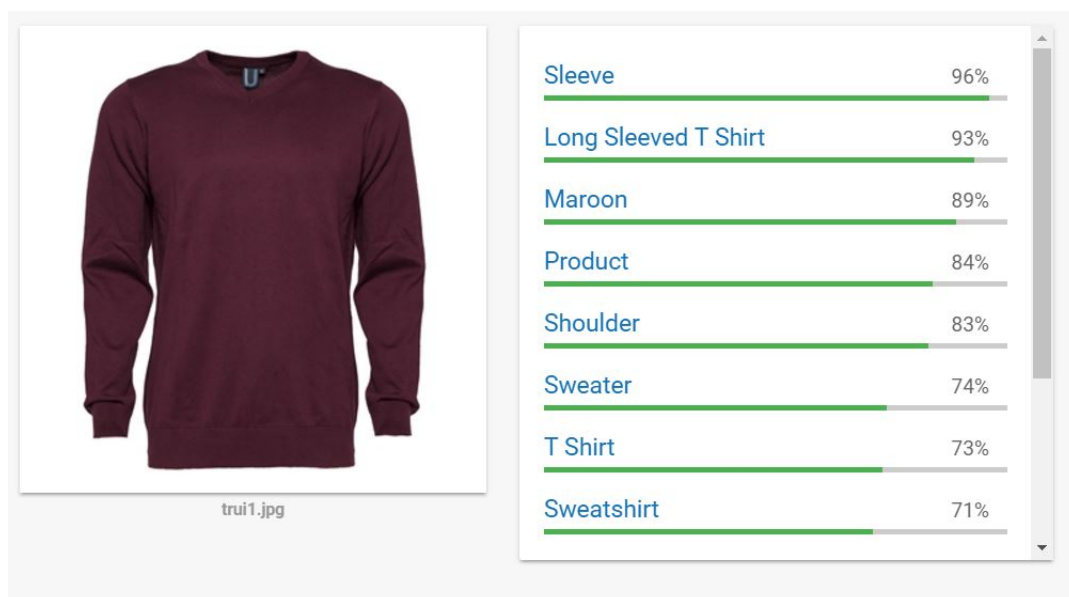 Sleeve 96%
Long Sleeved T Shirt 93%
Maroon 89%
Product 84%
Shoulder 83%
Sweater 74%
T Shirt 73%
Sweatshirt 71%
U
trui1.jpg